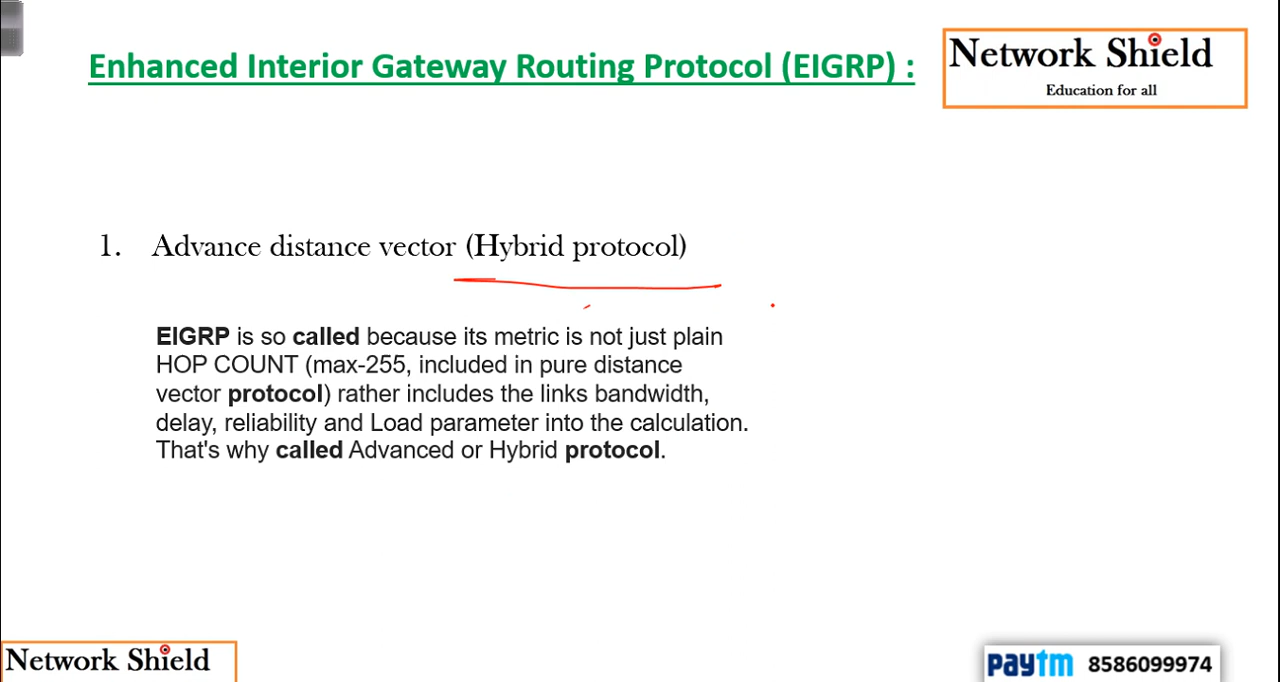 Enhanced Interior Gateway Routing Protocol (EIGRP) :
Network Shield
Education for all
1. Advance distance vector (Hybrid protocol)
EIGRP is so called because its metric is not just plain
HOP COUNT (max-255, included in pure distance
vector protocol) rather includes the links bandwidth,
delay, reliability and Load parameter into the calculation.
That's why called Advanced or Hybrid protocol.
Network Shield
paytm 8586099974